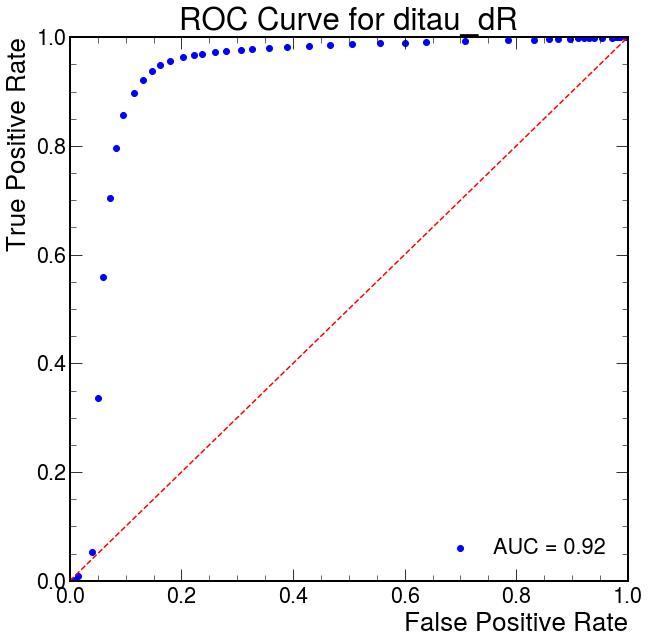 ROC Curve for ditau_dR
True Positive Rate
1.0
0.8
0.6
0.4
0.2
0.0
0.0 0.2 0.4 0.6 0.8 1.0
AUC = 0.92
False Positive Rate